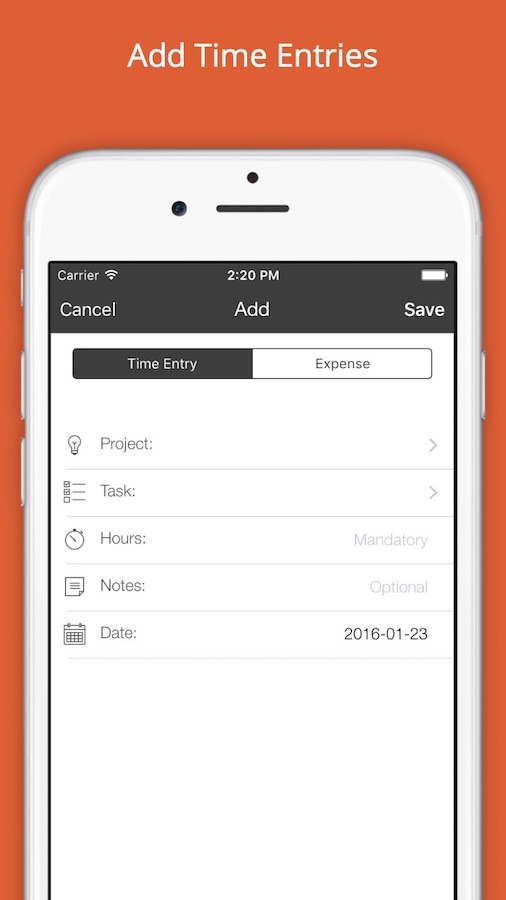 Add Time Entries
Carrier 2:20 PM
Cancel Add Save
Time Entry Expense
Project:
Task:
Hours: Mandatory
Notes: Optional
Date: 2016-01-23